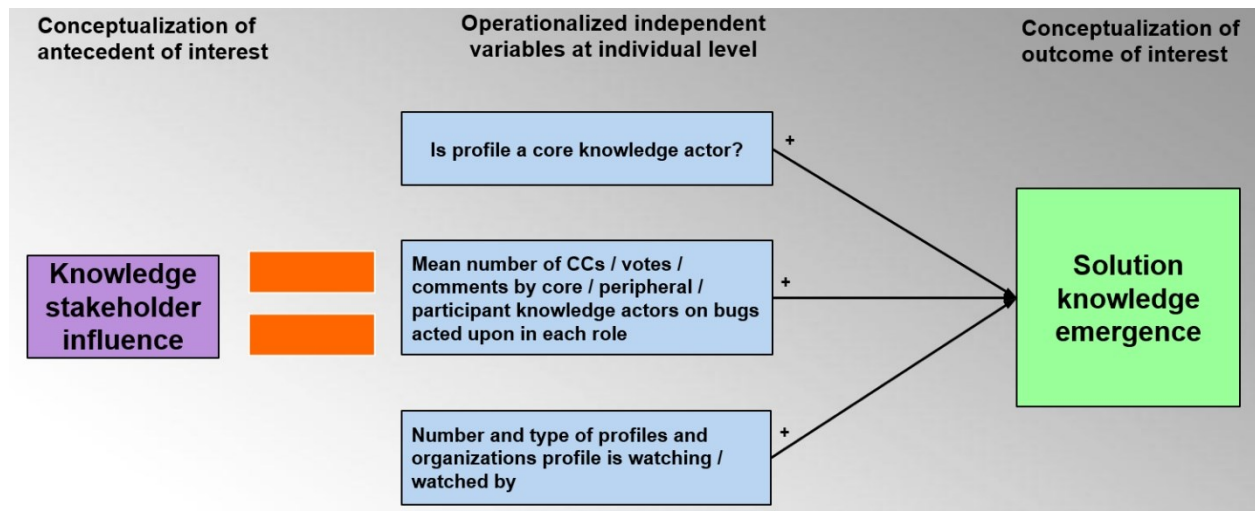 Conceptualization of
antecedent of interest
Operationalized independent
variables at individual level
Conceptualization of
outcome of interest
Is profile a core knowledge actor?
+
Knowledge
stakeholder
influence
Mean number of CCs / votes /
comments by core / peripheral /
participant knowledge actors on bugs
acted upon in each role
+
Solution
knowledge
emergence
Number and type of profiles and
organizations profile is watching /
watched by
+